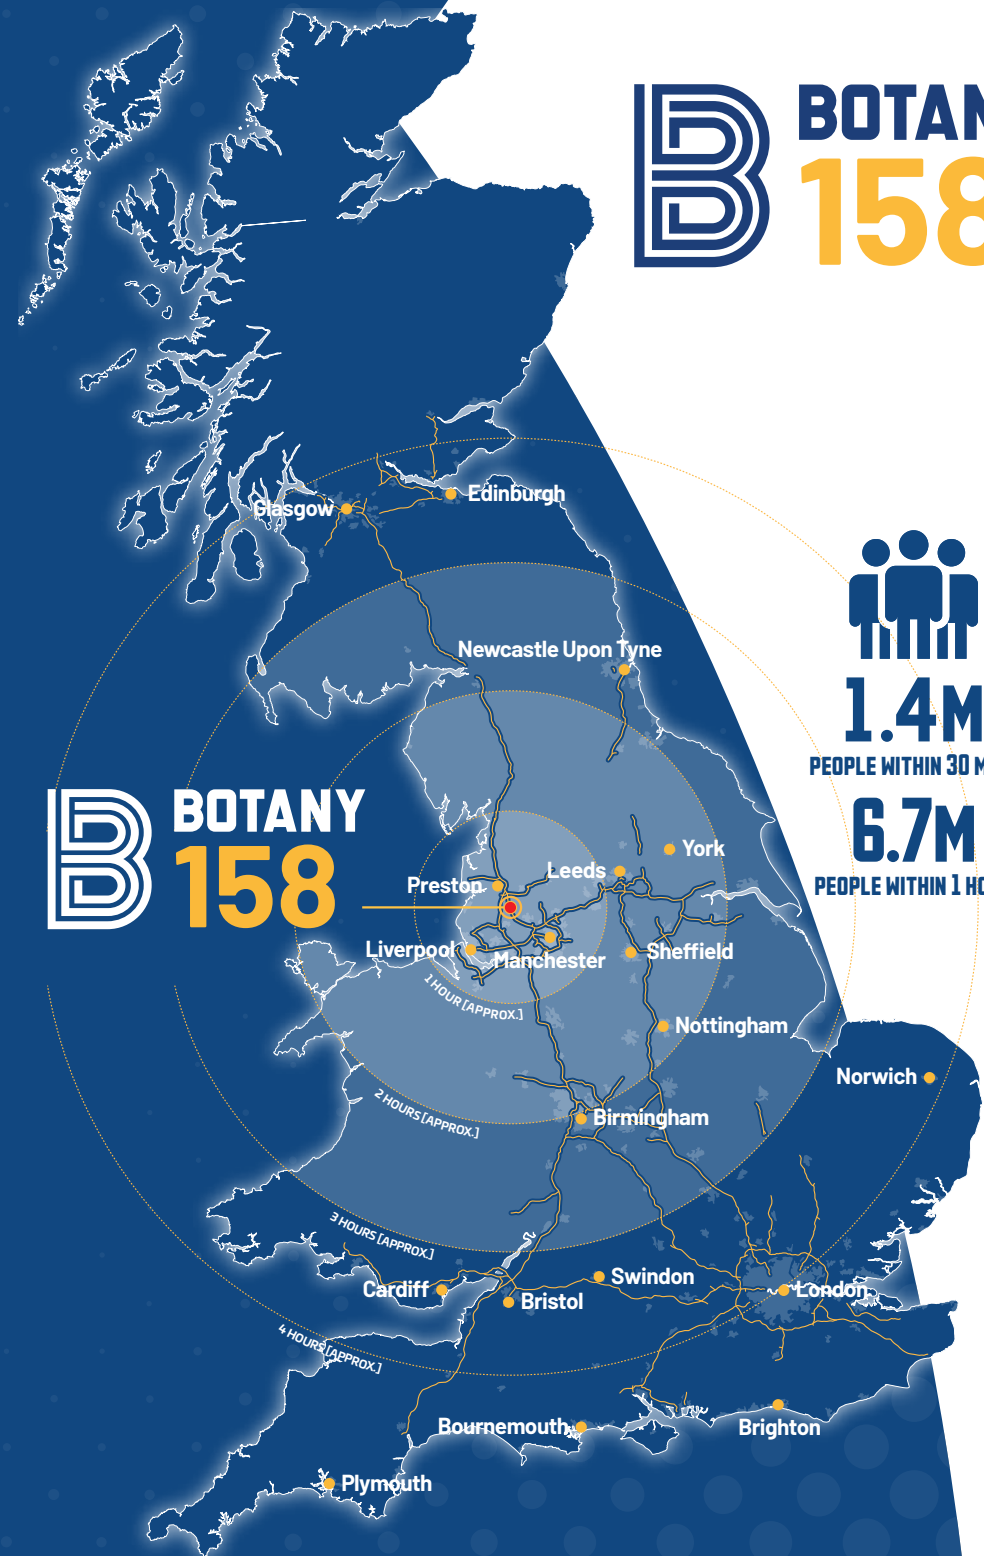 BOTAN
158
Edinburgh
Glasgow
Newcastle Upon Tyne
1.4M
PEOPLE WITHIN 30 M
6.7M
PEOPLE WITHIN 1 HO
BOTANY
158
York
Leeds
Preston
Liverpool
Manchester
Sheffield
1 HOUR [APPROX.]
Nottingham
Norwich
2 HOURS [APPROX.]
Birmingham
3 HOURS [APPROX.]
Swindon
Cardiff
London
Bristol
4 HOURS [APPROX.]
Bournemouth
Brighton
Plymouth